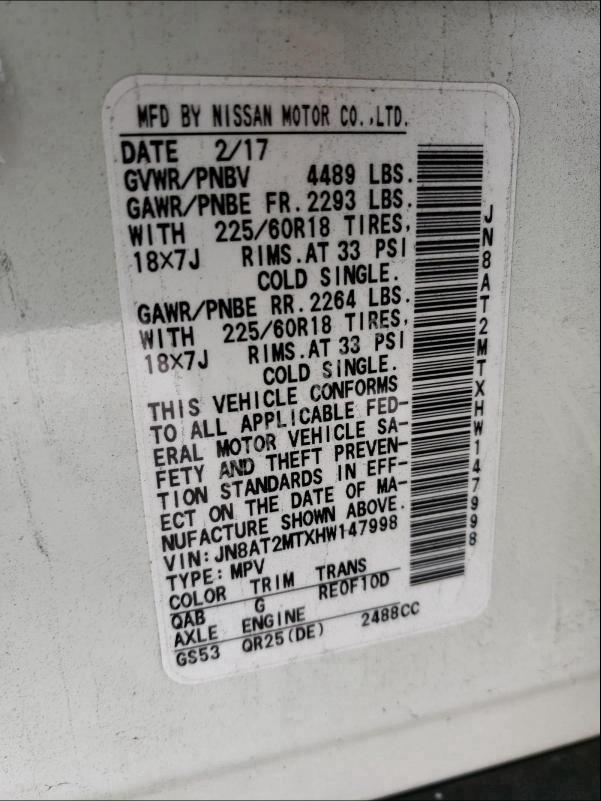 MFD BY NISSAN MOTOR CO.,LTD.
DATE 2/17
GVWR/PNBV 4489 LBS.
GAWR/PNBE FR. 2293 LBS.
WITH 225/60R18 TIRES,
18X7J RIMS.AT 33 PSI
COLD SINGLE.
GAWR/PNBE RR. 2264 LBS.
WITH 225/60R18 TIRES,
18X7J RIMS.AT 33 PSI
COLD SINGLE.
THIS VEHICLE CONFORMS
TO ALL APPLICABLE FED-
ERAL MOTOR VEHICLE SA-
FETY AND THEFT PREVEN-
TION STANDARDS IN EFF-
ECT ON THE DATE OF MA-
NUFACTURE SHOWN ABOVE.
VIN: JN8AT2MTXHW147998
TYPE: MPV
COLOR TRIM TRANS
QAB G RE0F10D
AXLE ENGINE
GS53 QR25(DE) 2488CC
JN8AT2MTXHW147998